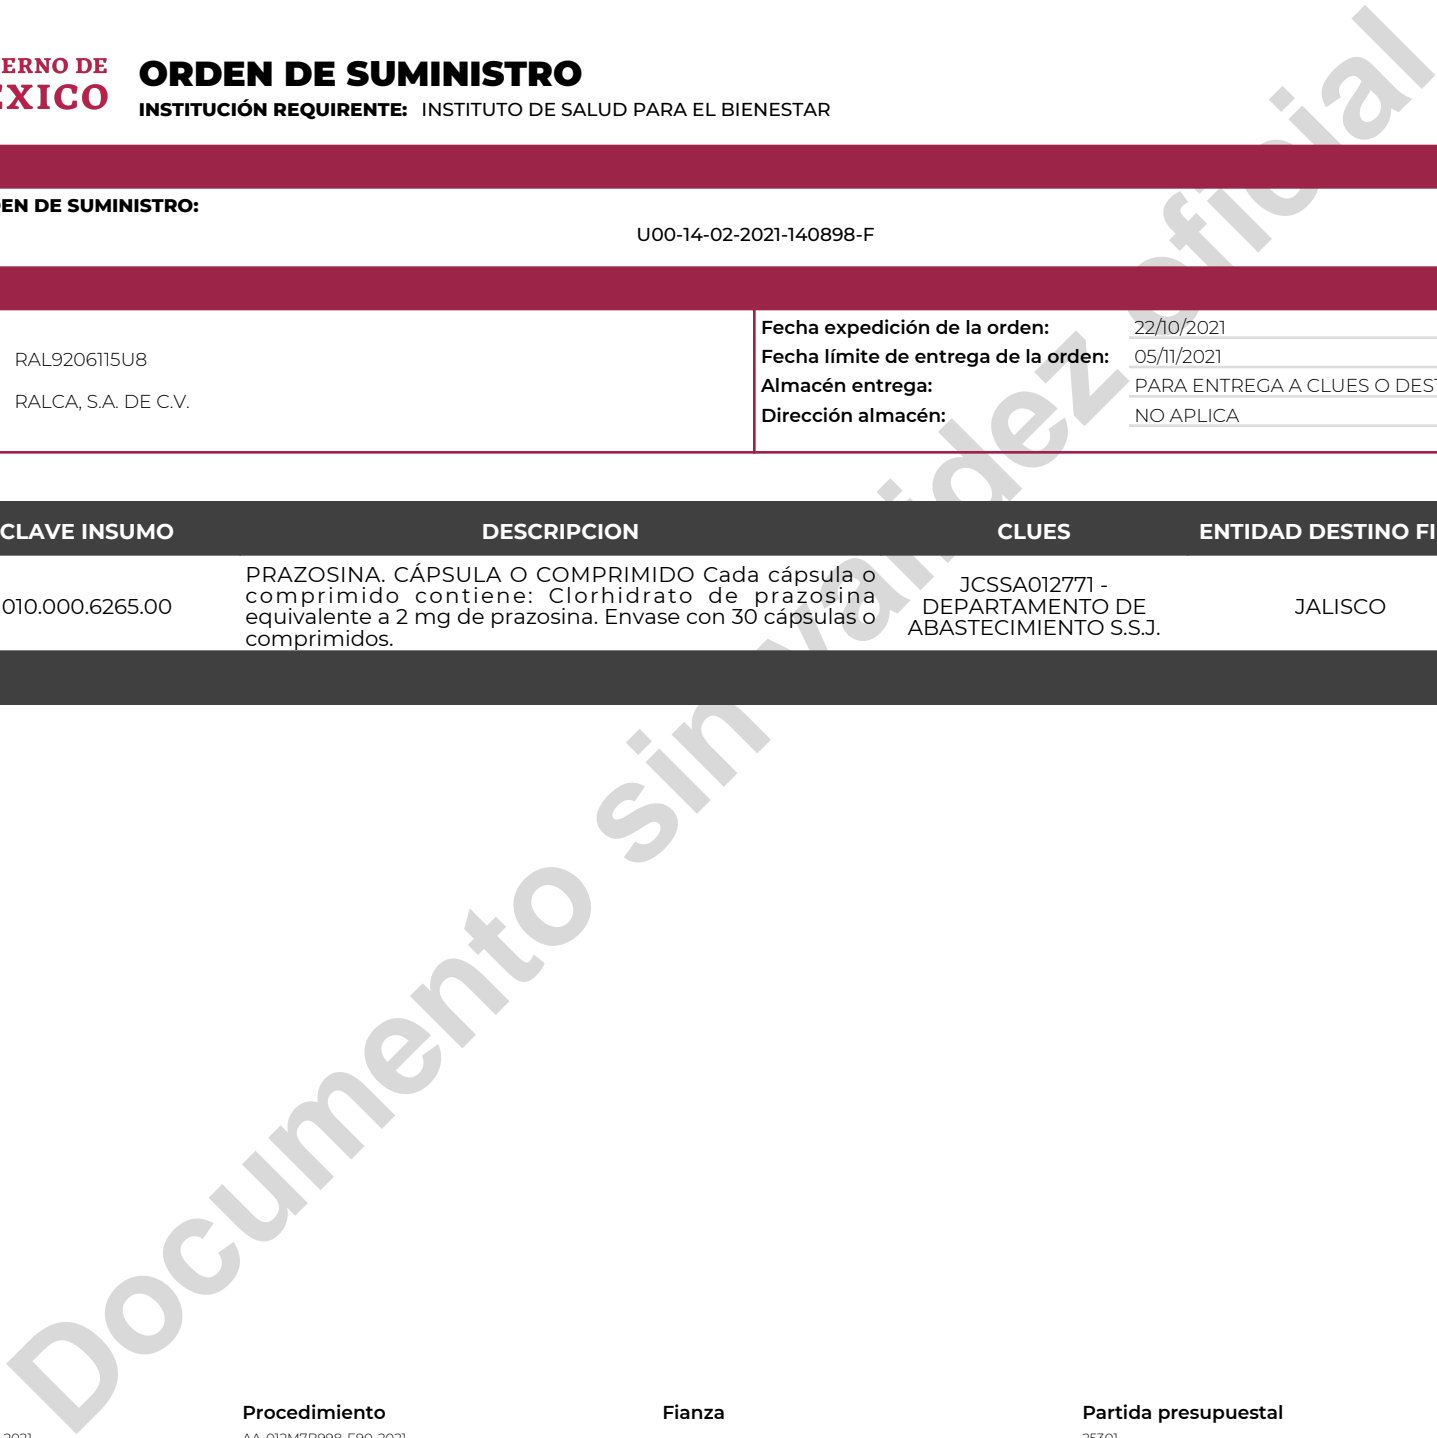 ERNO DE
EXICO
ORDEN DE SUMINISTRO
INSTITUCIÓN REQUIRENTE: INSTITUTO DE SALUD PARA EL BIENESTAR
EN DE SUMINISTRO:
U00-14-02-2021-140898-F
RAL9206115U8
RALCA, S.A. DE C.V.
Fecha expedición de la orden: 22/10/2021
Fecha límite de entrega de la orden: 05/11/2021
Almacén entrega: PARA ENTREGA A CLUES O DEST
Dirección almacén: NO APLICA
CLAVE INSUMO DESCRIPCION CLUES ENTIDAD DESTINO FI
010.000.6265.00
PRAZOSINA. CÁPSULA O COMPRIMIDO Cada cápsula o
comprimido contiene: Clorhidrato de prazosina
equivalente a 2 mg de prazosina. Envase con 30 cápsulas o
comprimidos.
JCSSA012771 -
DEPARTAMENTO DE
ABASTECIMIENTO S.S.J.
JALISCO
Documento sin validez oficial
Procedimiento Fianza Partida presupuestal